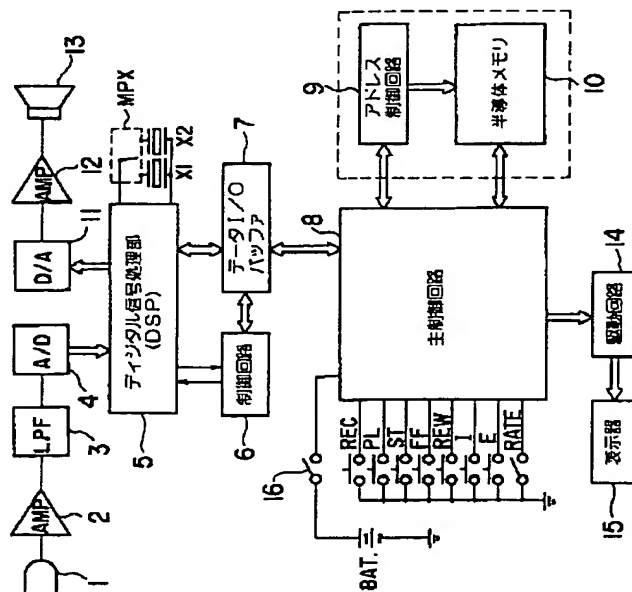 1
AMP
2
LPF
3
A/D
4
D/A
11
AMP
12
13
MPX
X1
X2
ディジタル信号処理部
(DSP)
5
制御回路
6
データI/O
バッファ
7
16
BAT.
REC
PL
ST
FF
REW
I
E
RATE
主制御回路
8
アドレス
制御回路
9
半導体メモリ
10
駆動回路
14
表示器
15